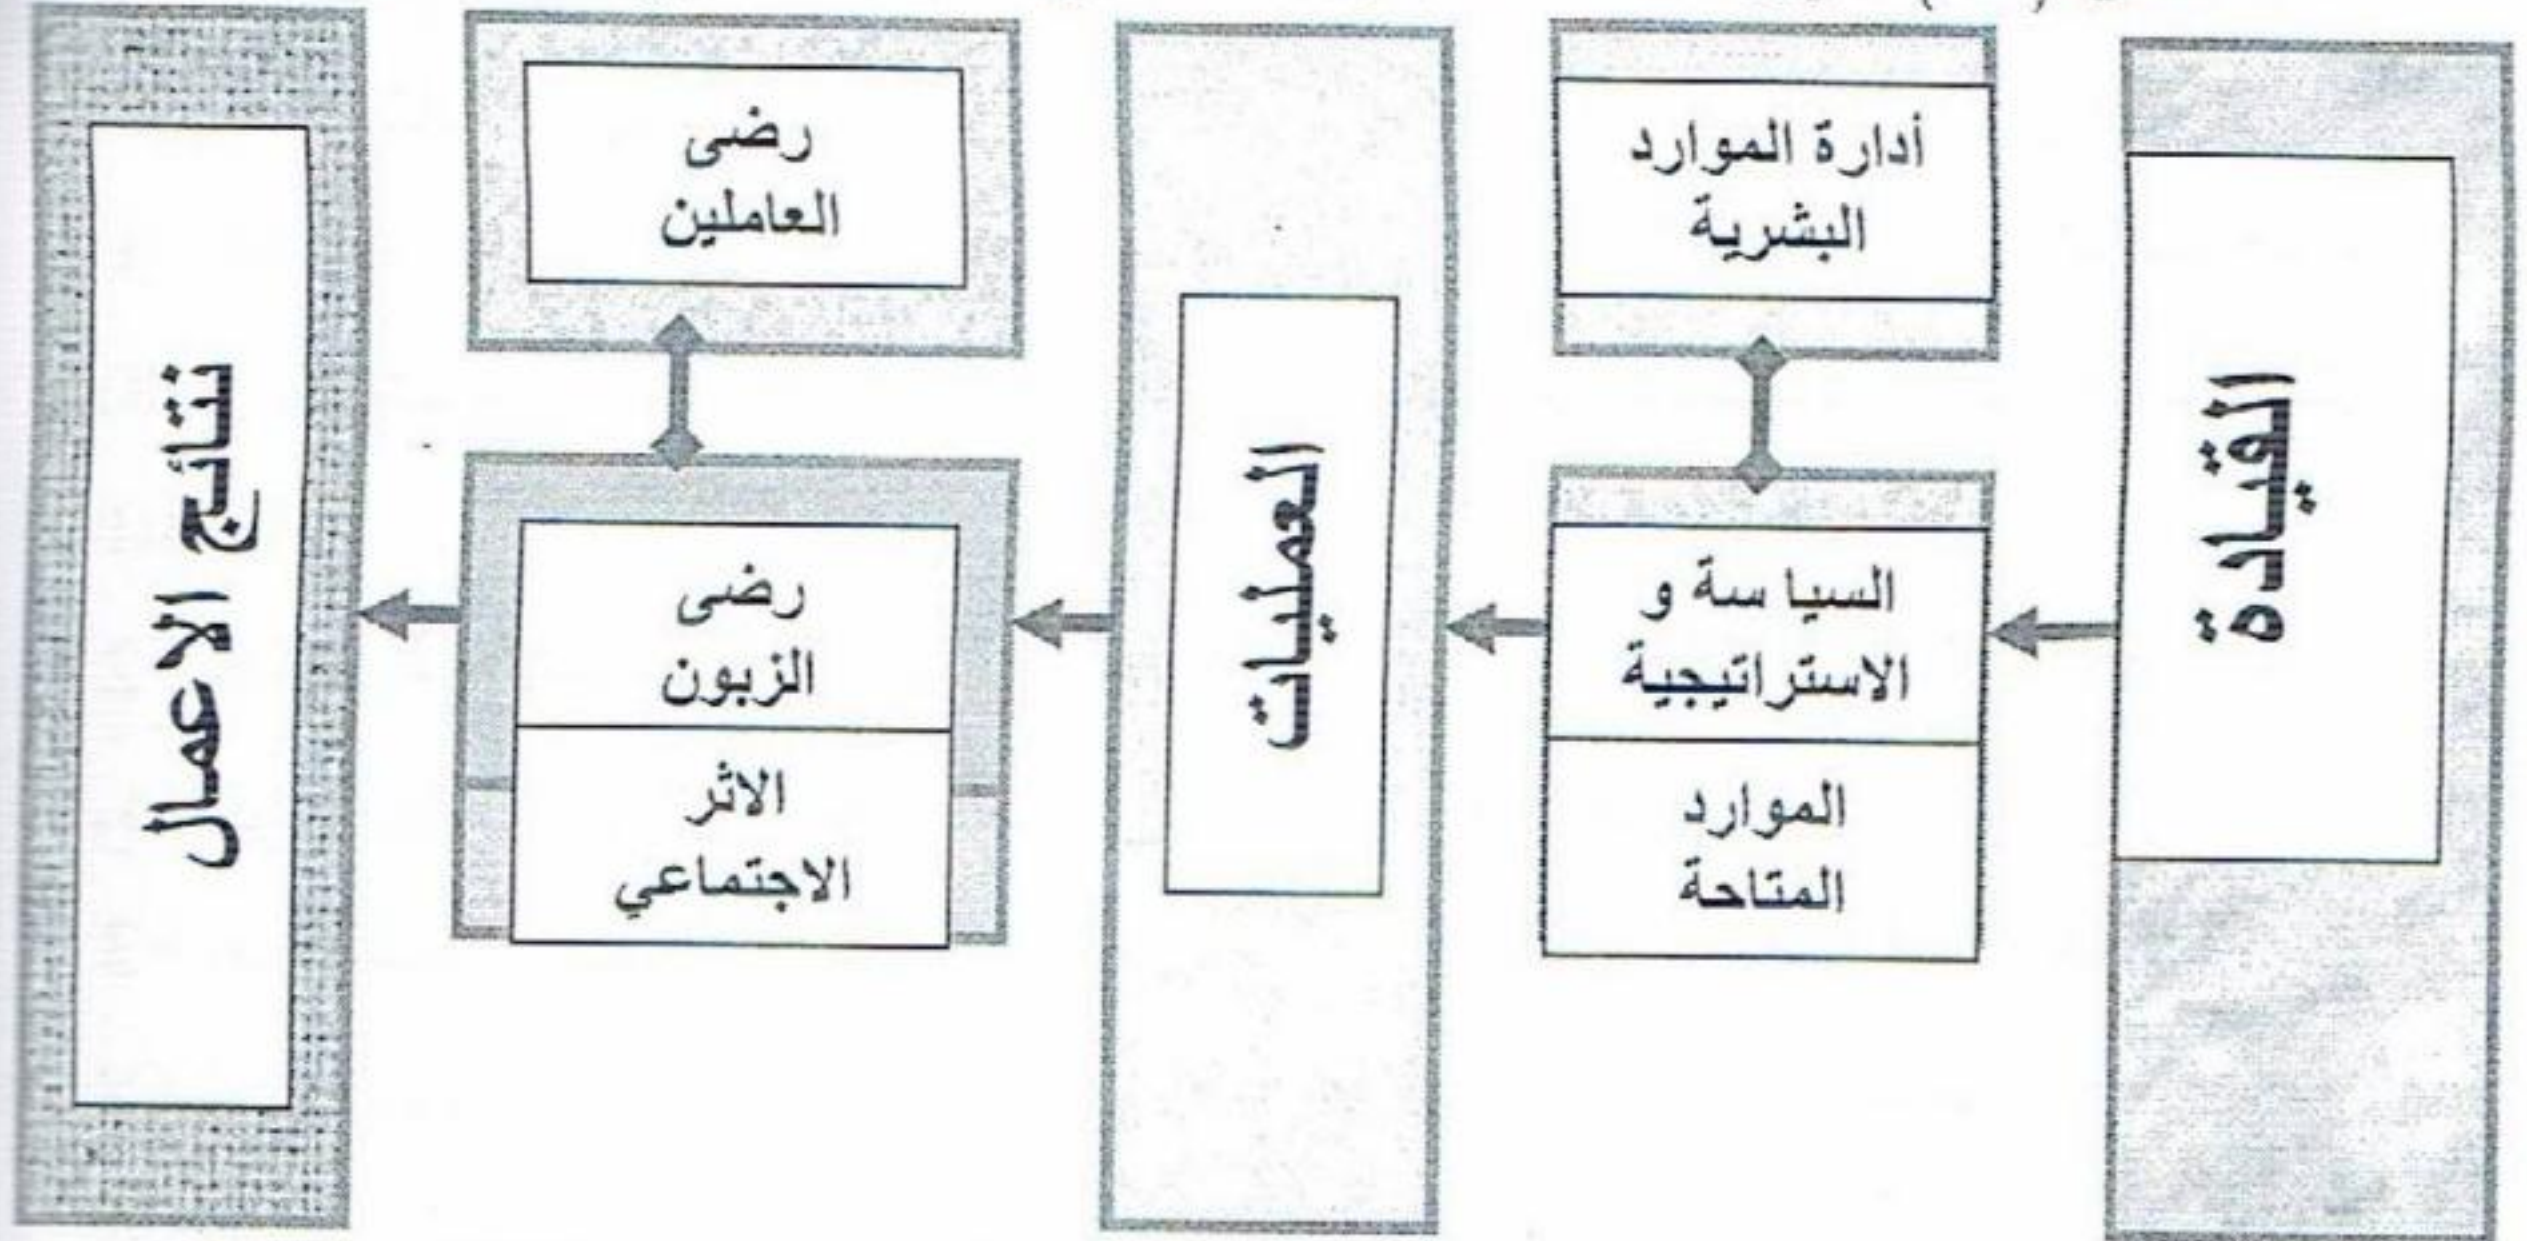 القيادة
أدارة الموارد
البشرية
السيا سة و
الاستراتيجية
الموارد
المتاحة
العمليات
رضى
العاملين
رضى
الزبون
الاثر
الاجتماعي
نتائج الاعمال